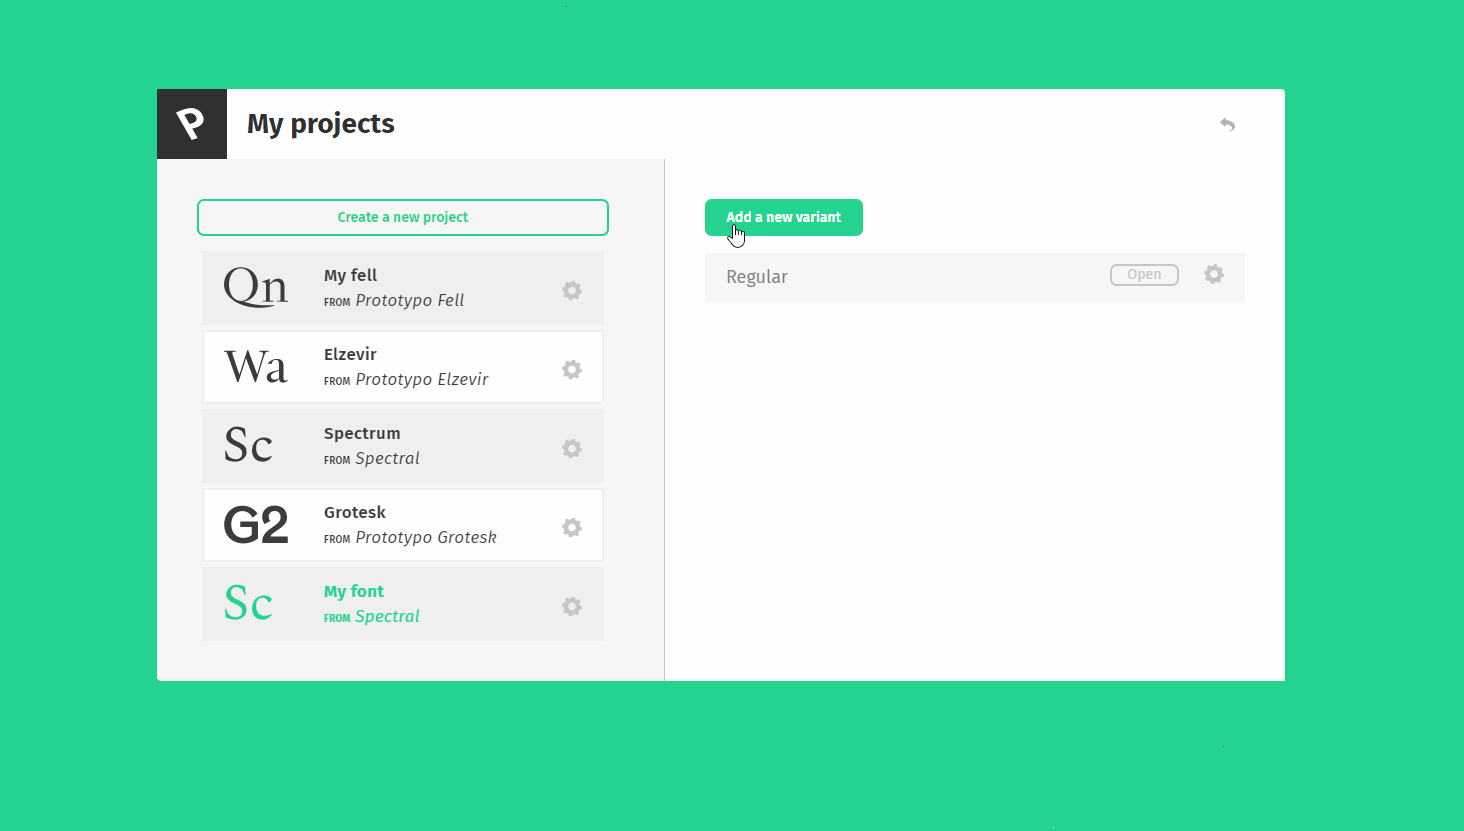 P
My projects
Create a new project
Qn
My fell
FROM Prototypo Fell
Wa
Elzevir
FROM Prototypo Elzevir
Sc
Spectrum
FROM Spectral
G2
Grotesk
FROM Prototypo Grotesk
Sc
My font
FROM Spectral
Add a new variant
Regular
Open